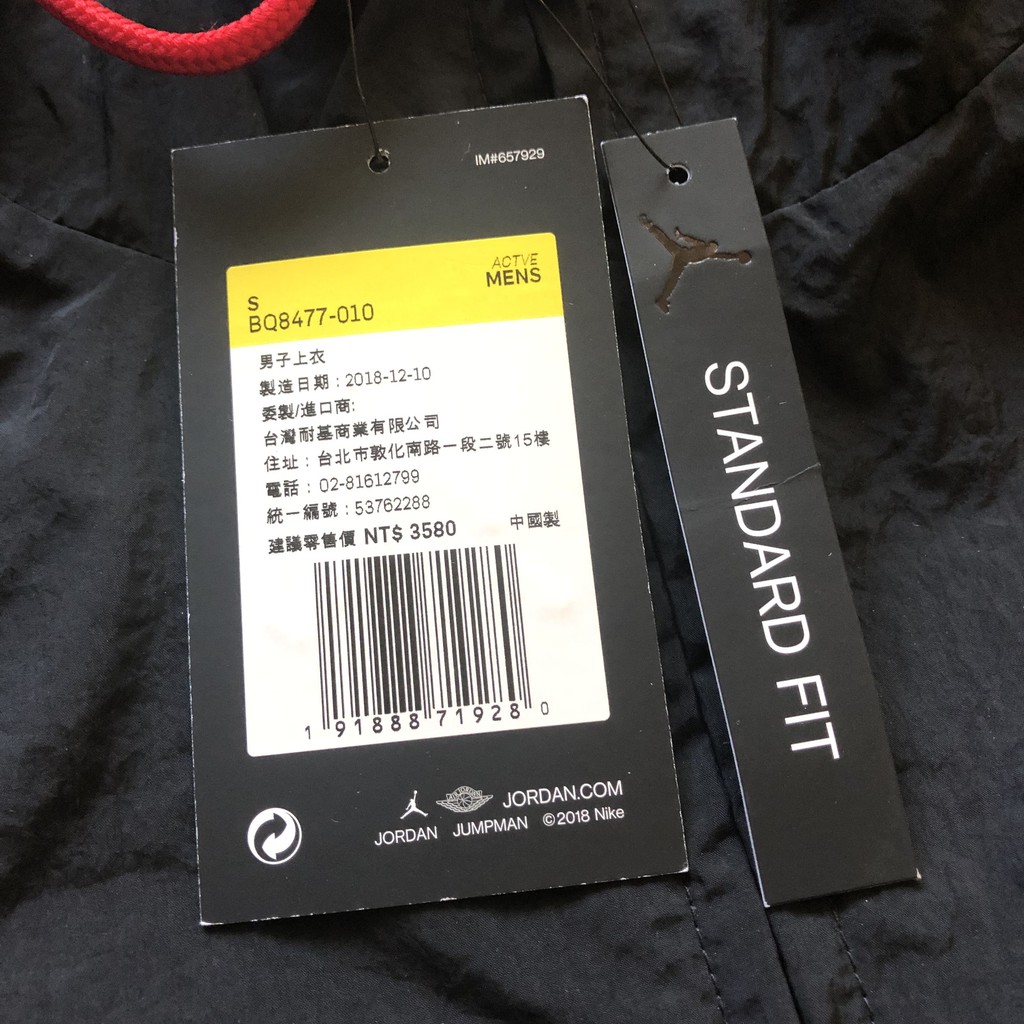 IM#657929
ACTVE
MENS
S
BQ8477-010
男子上衣
製造日期：2018-12-10
委製/進口商:
台灣耐基商業有限公司
住址：台北市敦化南路一段二號15樓
電話：02-81612799
統一編號：53762288
建議零售價 NT$ 3580
中國製
1 91888 71928 0
JORDAN.COM
JORDAN JUMPMAN ©2018 Nike
STANDARD FIT